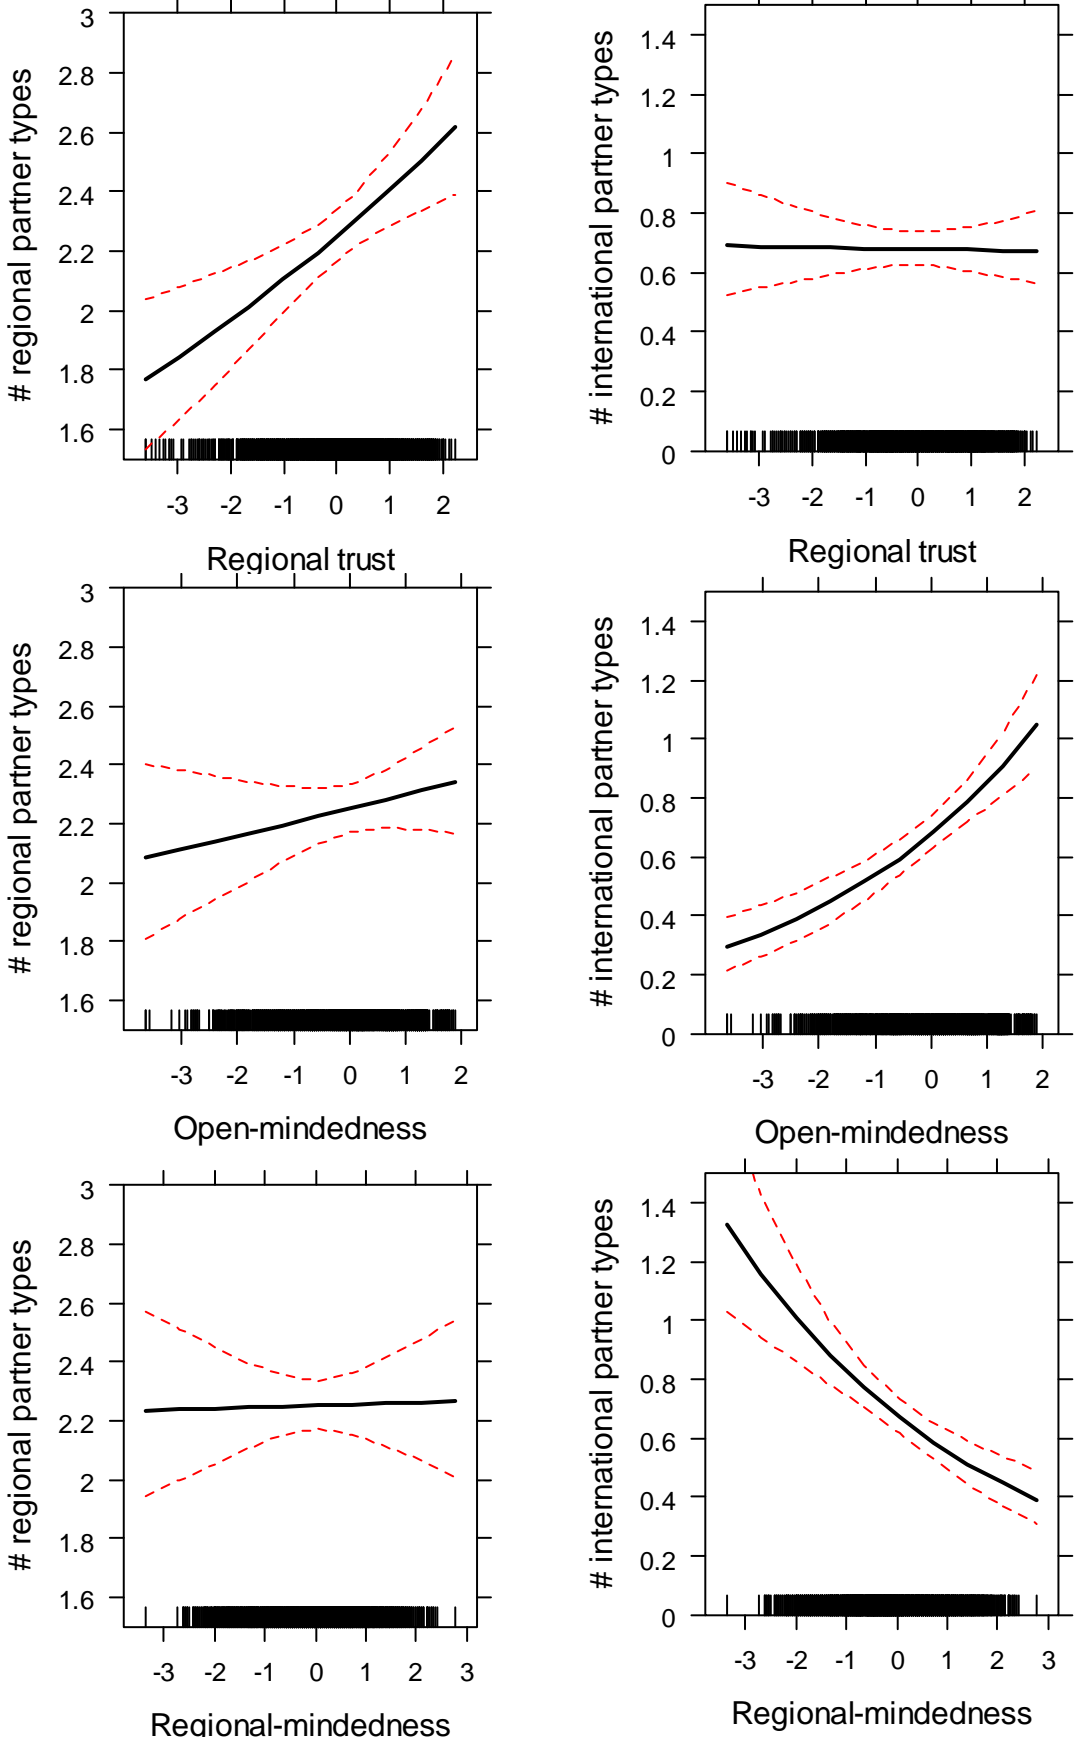 # regional partner types
3
2.8
2.6
2.4
2.2
2
1.8
1.6
-3 -2 -1 0 1 2
Regional trust
# international partner types
1.4
1.2
1
0.8
0.6
0.4
0.2
0
-3 -2 -1 0 1 2
Regional trust
# regional partner types
3
2.8
2.6
2.4
2.2
2
1.8
1.6
-3 -2 -1 0 1 2
Open-mindedness
# international partner types
1.4
1.2
1
0.8
0.6
0.4
0.2
0
-3 -2 -1 0 1 2
Open-mindedness
# regional partner types
3
2.8
2.6
2.4
2.2
2
1.8
1.6
-3 -2 -1 0 1 2 3
Regional-mindedness
# international partner types
1.4
1.2
1
0.8
0.6
0.4
0.2
0
-3 -2 -1 0 1 2 3
Regional-mindedness